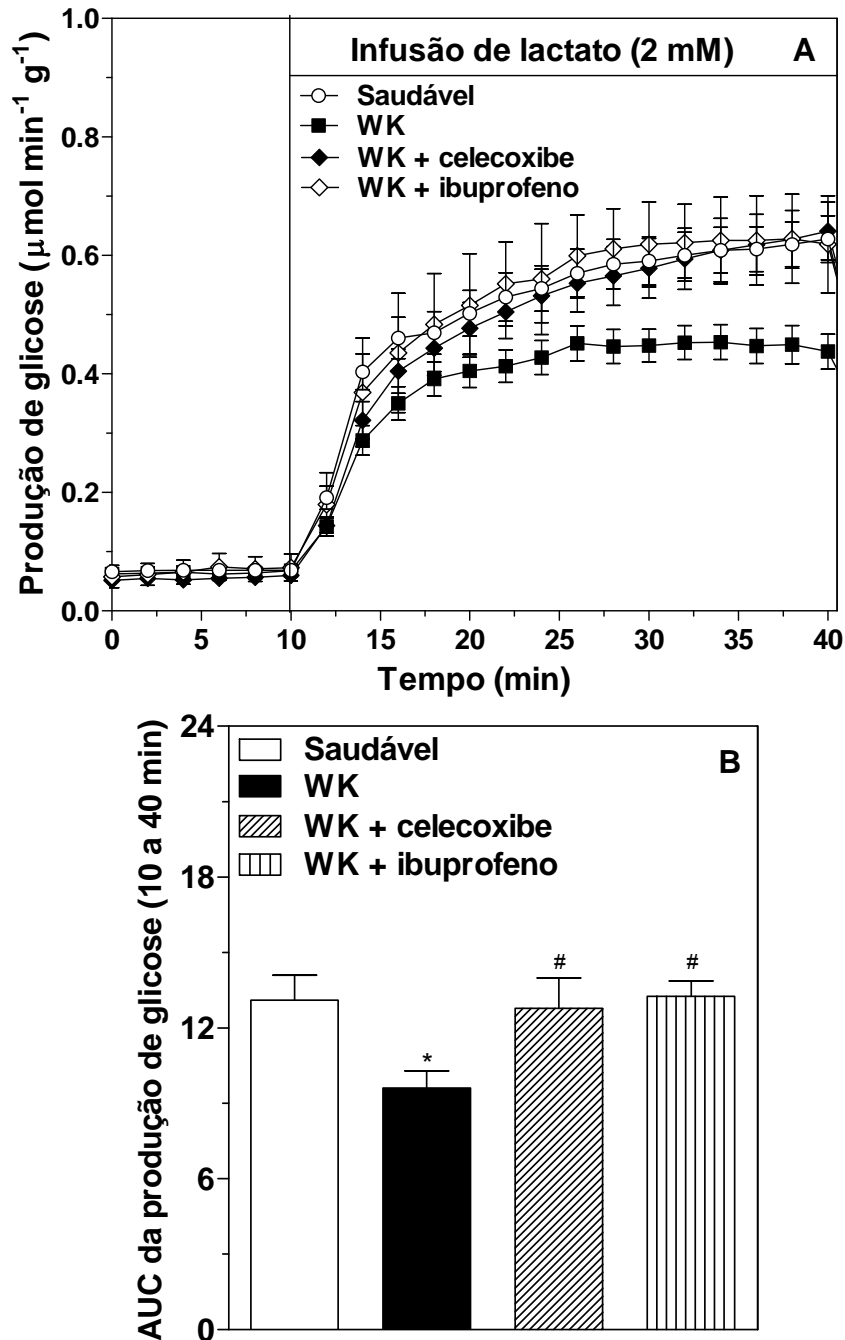 Produção de glicose (µmol min⁻¹ g⁻¹)
1.0
0.8
0.6
0.4
0.2
0.0
Infusão de lactato (2 mM) A
Saudável
WK
WK + celecoxibe
WK + ibuprofeno
0 5 10 15 20 25 30 35 40
Tempo (min)
AUC da produção de glicose (10 a 40 min)
24
18
12
6
0
B
Saudável
WK
WK + celecoxibe
WK + ibuprofeno
* # #